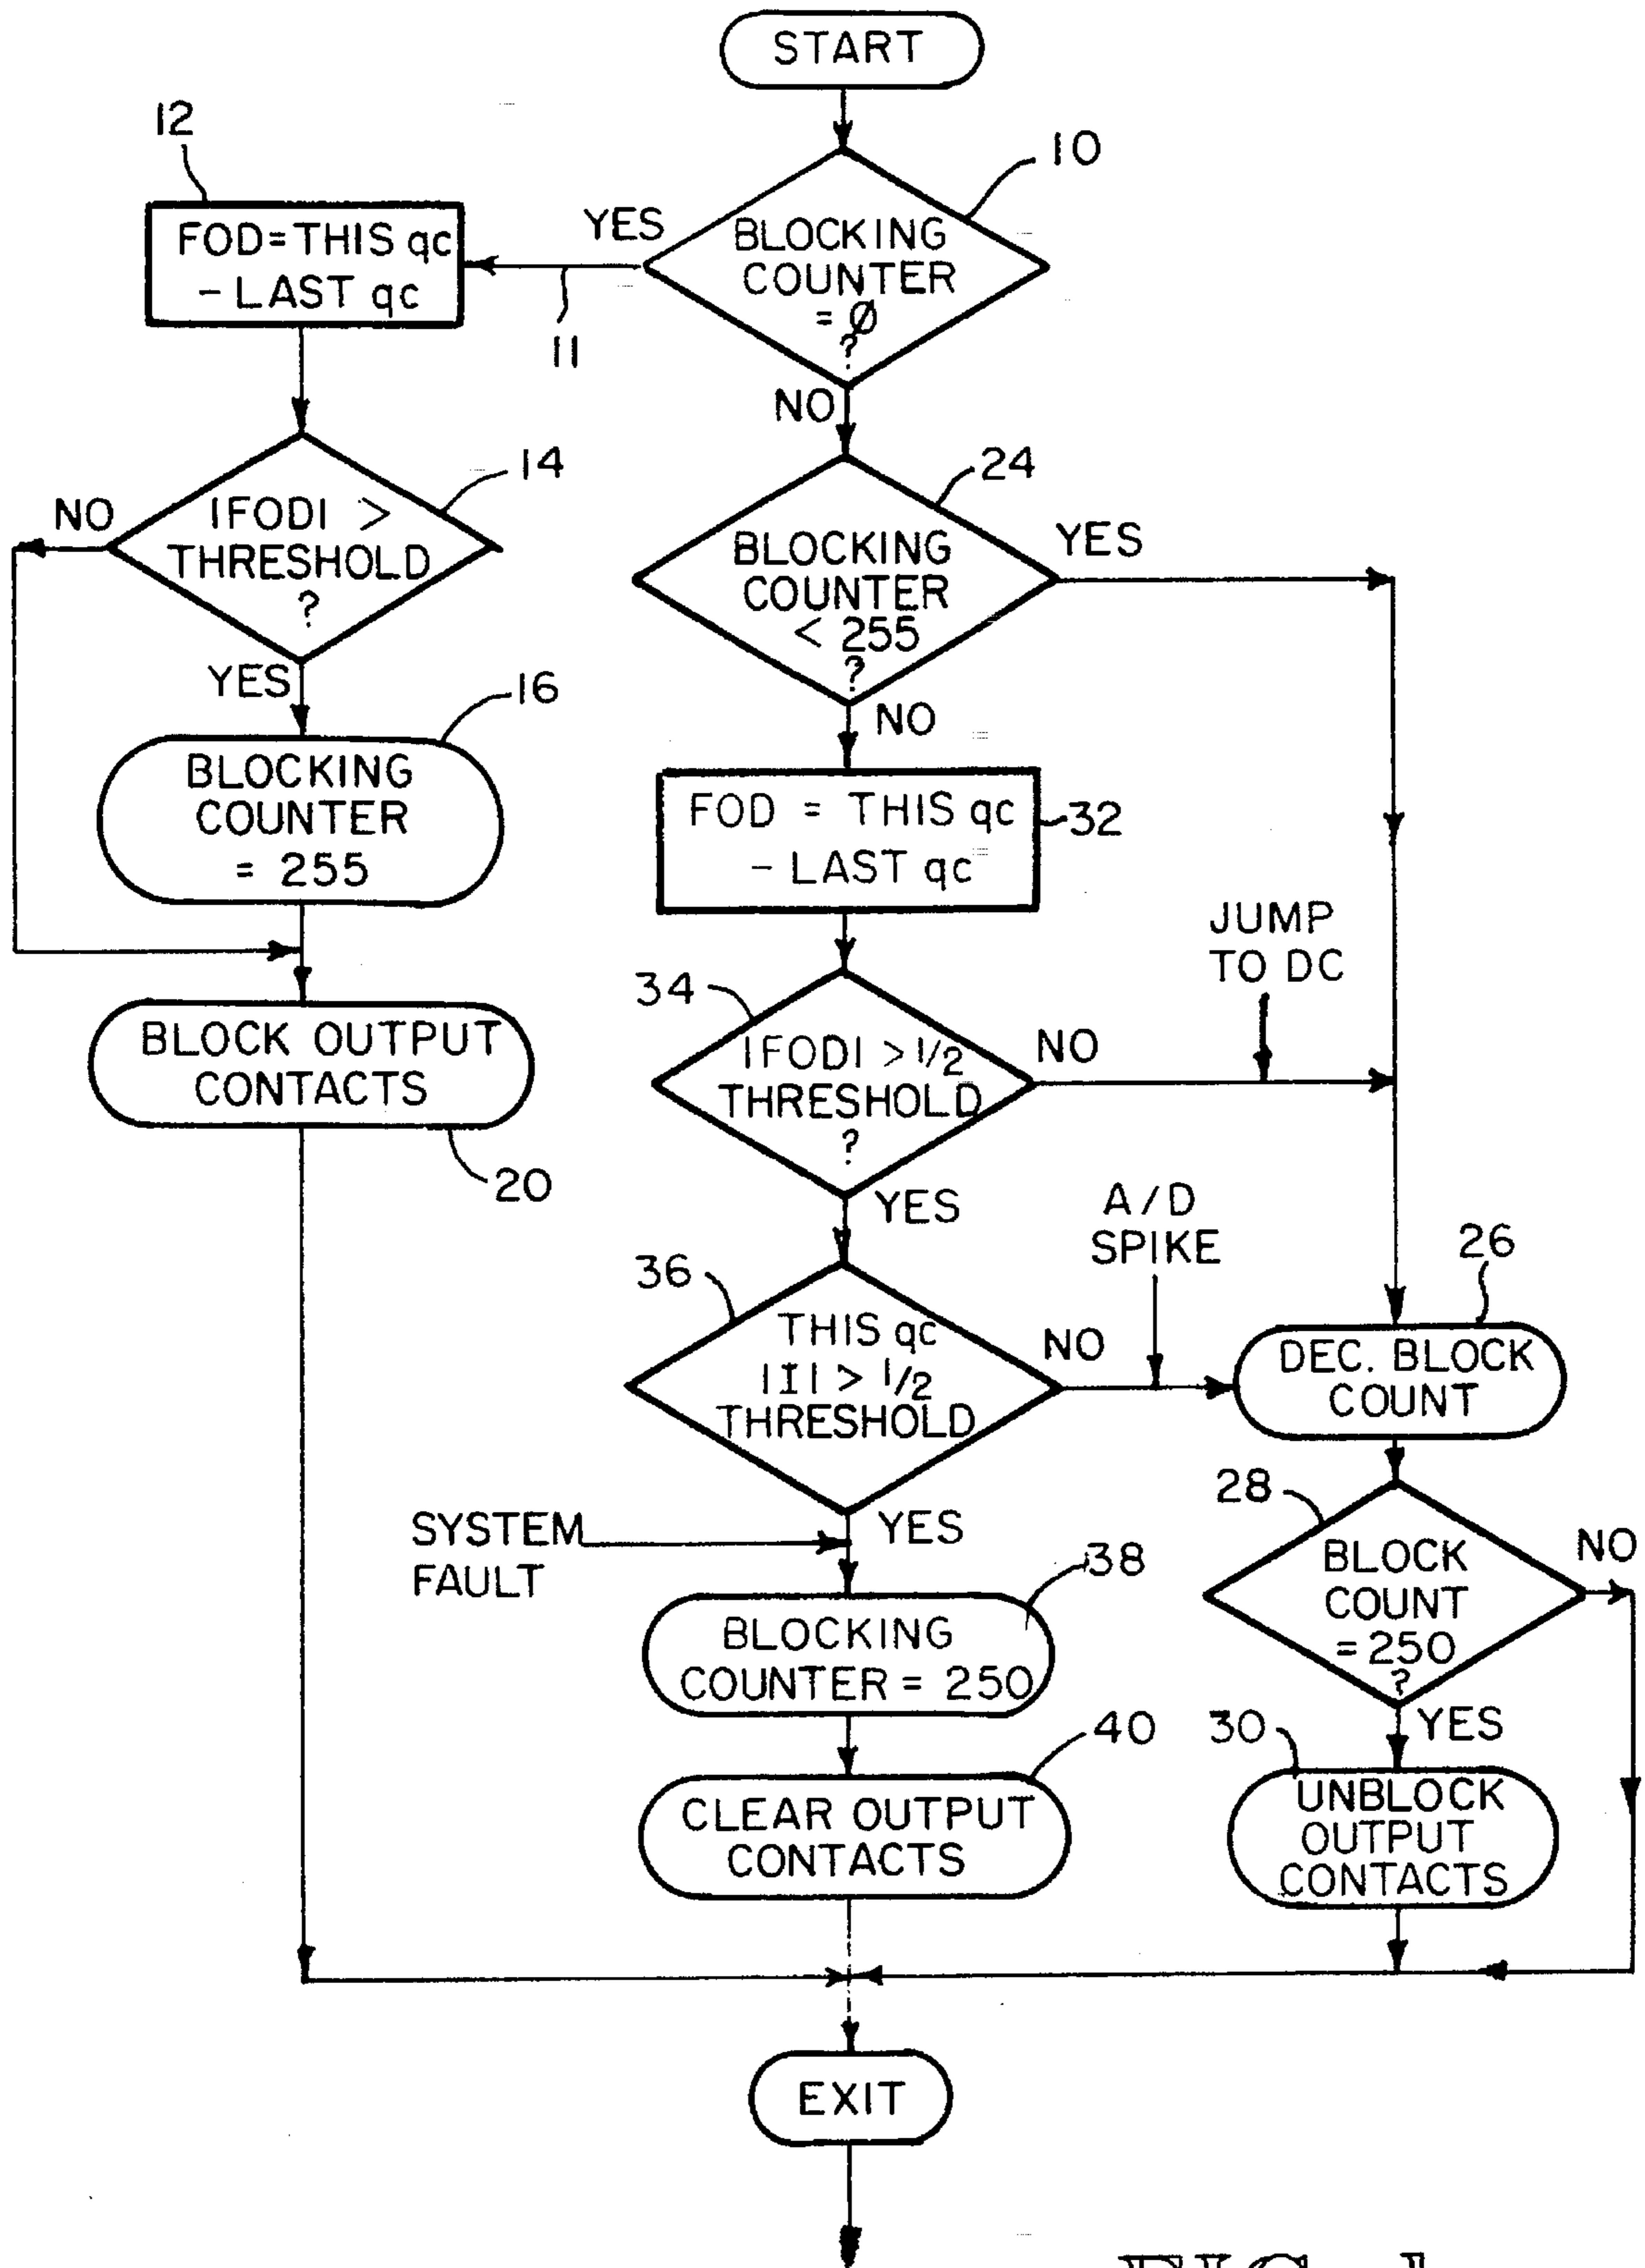 START
12
10
YES
FOD=THIS qc
- LAST qc
BLOCKING
COUNTER
= Ø
?
11
NO
14
24
NO
|FOD| >
THRESHOLD
?
YES
BLOCKING
COUNTER
< 255
?
YES
16
NO
BLOCKING
COUNTER
= 255
FOD = THIS qc
- LAST qc
32
JUMP
TO DC
34
BLOCK OUTPUT
CONTACTS
|FOD| > 1/2
THRESHOLD
?
NO
20
YES
A/D
SPIKE
26
36
THIS qc
|I| > 1/2
THRESHOLD
NO
DEC. BLOCK
COUNT
28
SYSTEM
FAULT
YES
38
BLOCK
COUNT
= 250
?
NO
BLOCKING
COUNTER = 250
30
YES
40
CLEAR OUTPUT
CONTACTS
UNBLOCK
OUTPUT
CONTACTS
EXIT